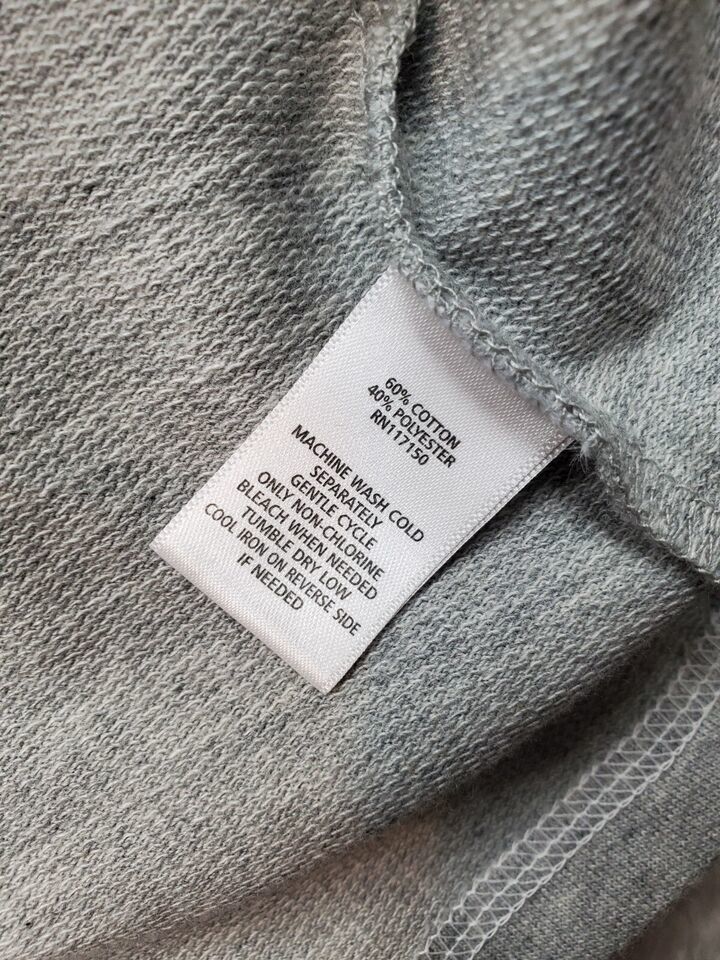 60% COTTON
40% POLYESTER
RN117150
MACHINE WASH COLD
SEPARATELY
GENTLE CYCLE
ONLY NON-CHLORINE
BLEACH WHEN NEEDED
TUMBLE DRY LOW
COOL IRON ON REVERSE SIDE
IF NEEDED